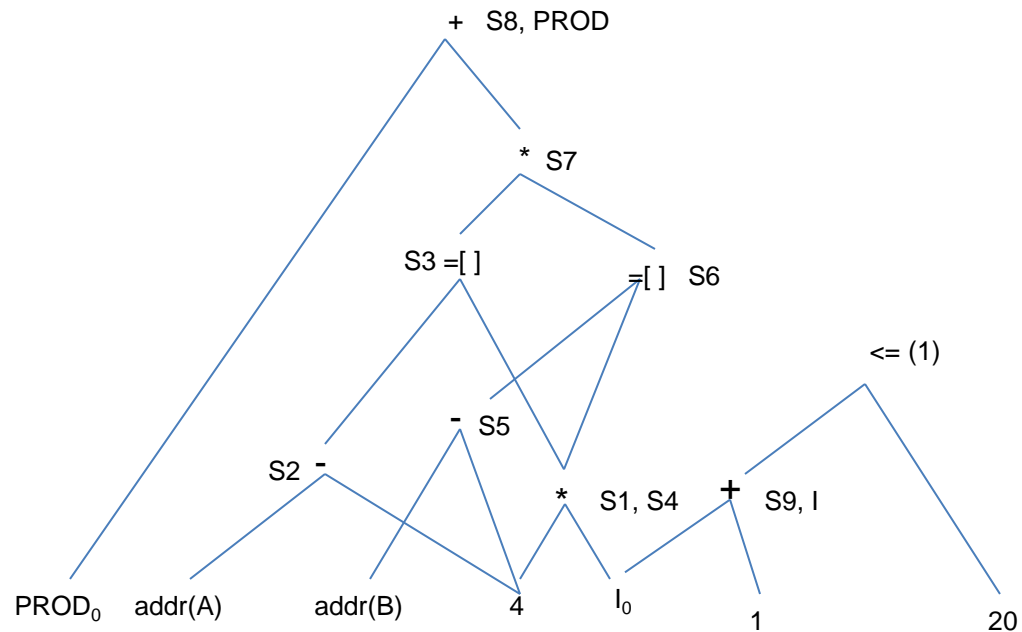 + S8, PROD
* S7
S3 =[ ]
=[ ] S6
<= (1)
- S5
S2 -
* S1, S4
+ S9, I
PROD₀
addr(A)
addr(B)
4
I₀
1
20